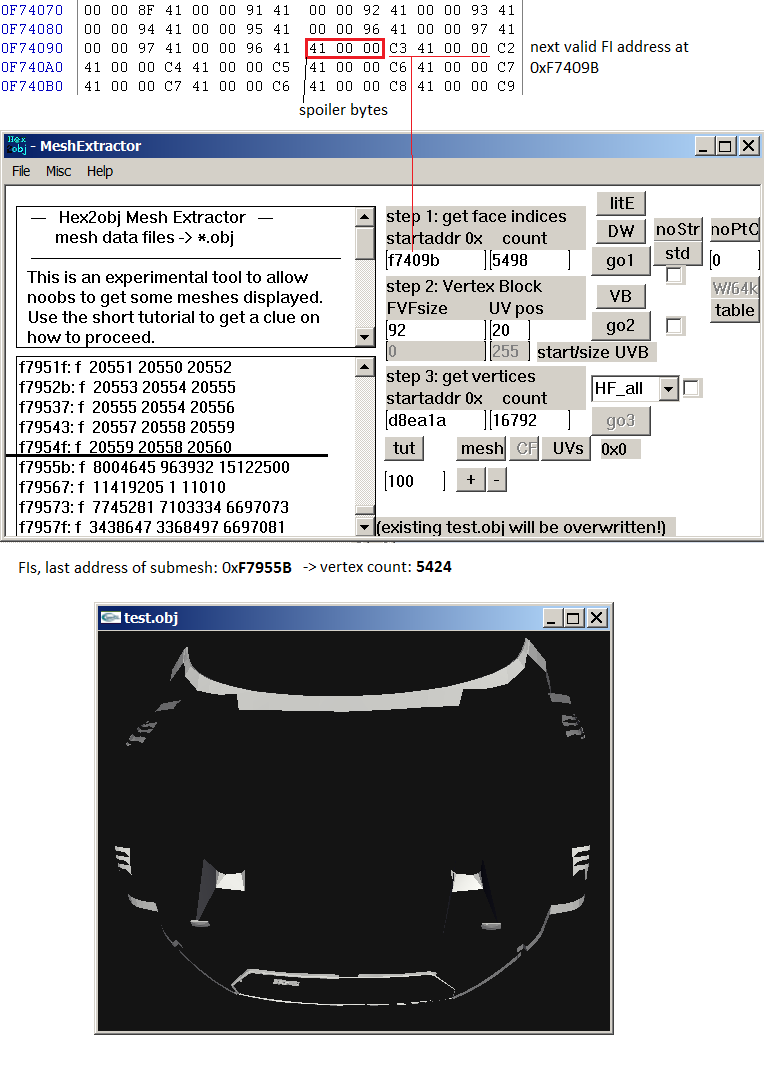 0F74070 00 00 8F 41 00 00 91 41 00 00 92 41 00 00 93 41
0F74080 00 00 94 41 00 00 95 41 00 00 96 41 00 00 97 41
0F74090 00 00 97 41 00 00 96 41 41 00 00 C3 41 00 00 C2
0F740A0 41 00 00 C4 41 00 00 C5 41 00 00 C6 41 00 00 C7
0F740B0 41 00 00 C7 41 00 00 C6 41 00 00 C8 41 00 00 C9
next valid FI address at
0xF7409B
spoiler bytes
Hex obj - MeshExtractor
File Misc Help
— Hex2obj Mesh Extractor —
mesh data files -> *.obj
This is an experimental tool to allow
noobs to get some meshes displayed.
Use the short tutorial to get a clue on
how to proceed.
f7951f: f 20551 20550 20552
f7952b: f 20553 20554 20555
f79537: f 20555 20554 20556
f79543: f 20557 20558 20559
f7954f: f 20559 20558 20560
f7955b: f 8004645 963932 15122500
f79567: f 11419205 1 11010
f79573: f 7745281 7103334 6697073
f7957f: f 3438647 3368497 6697081
step 1: get face indices
startaddr 0x count
f7409b 5498
litE
DW
go1
noStr
std
noPtC
0
step 2: Vertex Block
FVFsize UV pos
92 20
0 255 start/size UVB
VB
go2
W/64k
table
step 3: get vertices
startaddr 0x count
d8ea1a 16792
HF_all
go3
tut mesh CF UVs 0x0
100 + -
(existing test.obj will be overwritten!)
FIs, last address of submesh: 0xF7955B -> vertex count: 5424
test.obj